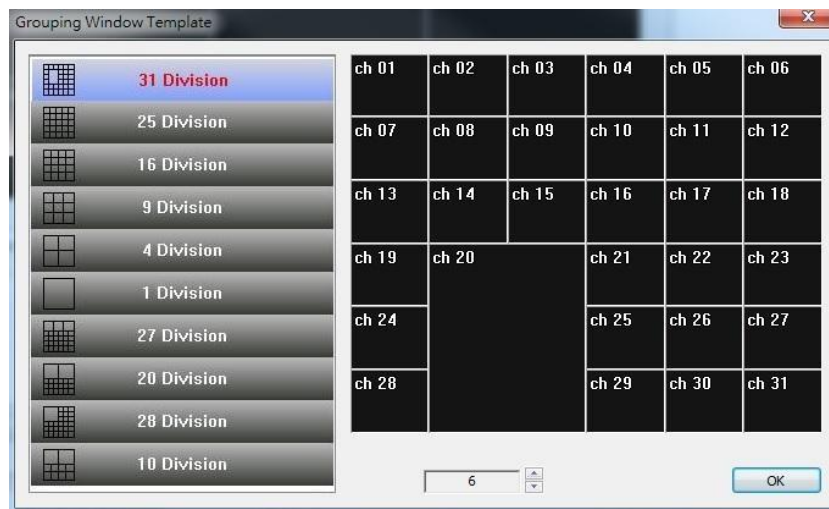 Grouping Window Template
31 Division
25 Division
16 Division
9 Division
4 Division
1 Division
27 Division
20 Division
28 Division
10 Division
ch 01 ch 02 ch 03 ch 04 ch 05 ch 06
ch 07 ch 08 ch 09 ch 10 ch 11 ch 12
ch 13 ch 14 ch 15 ch 16 ch 17 ch 18
ch 19 ch 20 ch 21 ch 22 ch 23
ch 24 ch 25 ch 26 ch 27
ch 28 ch 29 ch 30 ch 31
6
OK